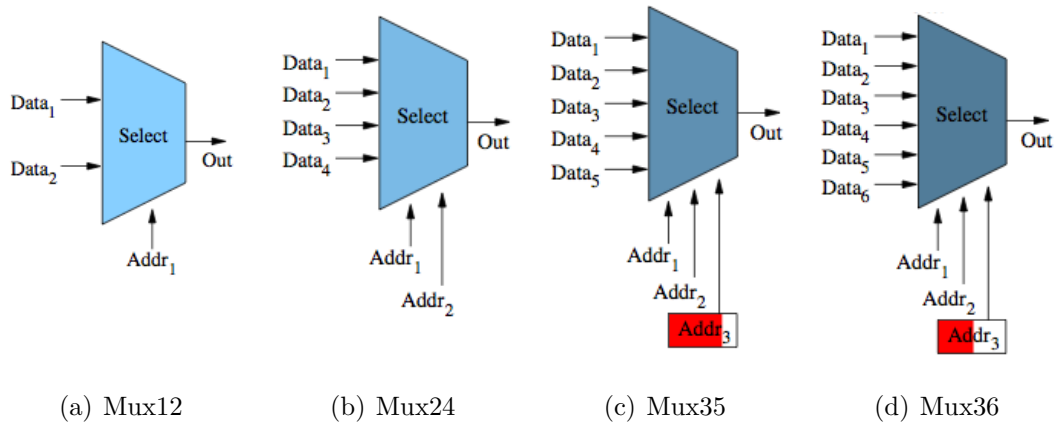 Data1
Data2
Select
Out
Addr1
(a) Mux12
Data1
Data2
Data3
Data4
Select
Out
Addr1
Addr2
(b) Mux24
Data1
Data2
Data3
Data4
Data5
Select
Out
Addr1
Addr2
Addr3
(c) Mux35
Data1
Data2
Data3
Data4
Data5
Data6
Select
Out
Addr1
Addr2
Addr3
(d) Mux36